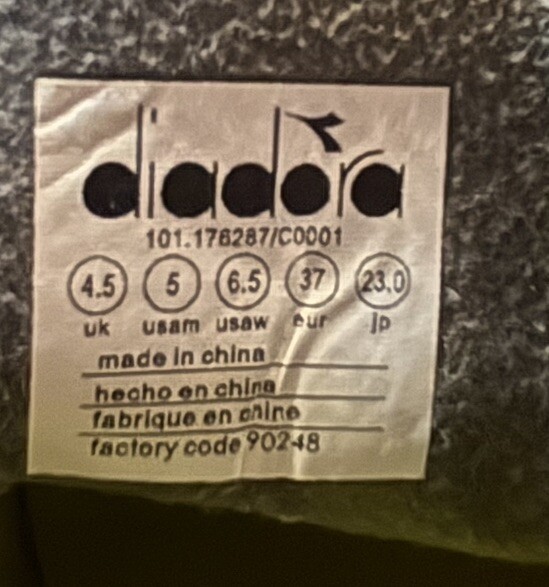 diadora
101.176287/C0001
4.5 5 6.5 37 23.0
uk usam usaw eur jp
made in china
hecho en china
fabrique en chine
factory code 90248